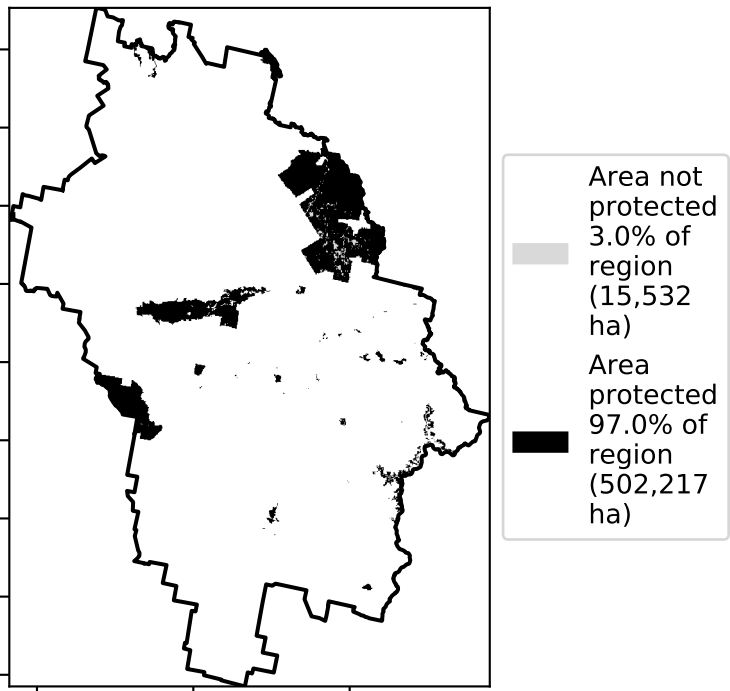 Area not
protected
3.0% of
region
(15,532
ha)
Area
protected
97.0% of
region
(502,217
ha)